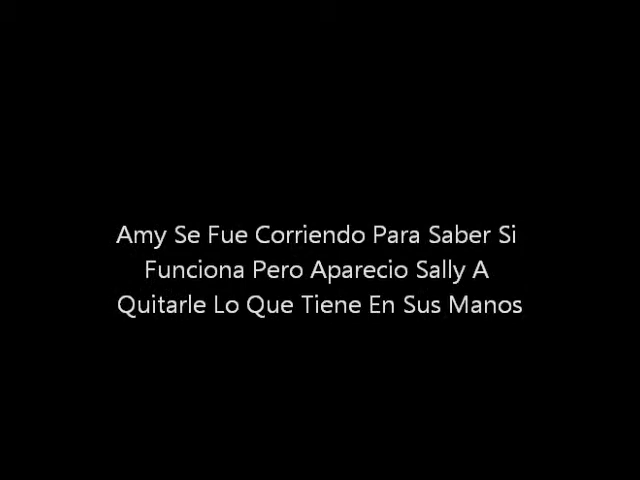 Amy Se Fue Corriendo Para Saber Si
Funciona Pero Aparecio Sally A
Quitarle Lo Que Tiene En Sus Manos